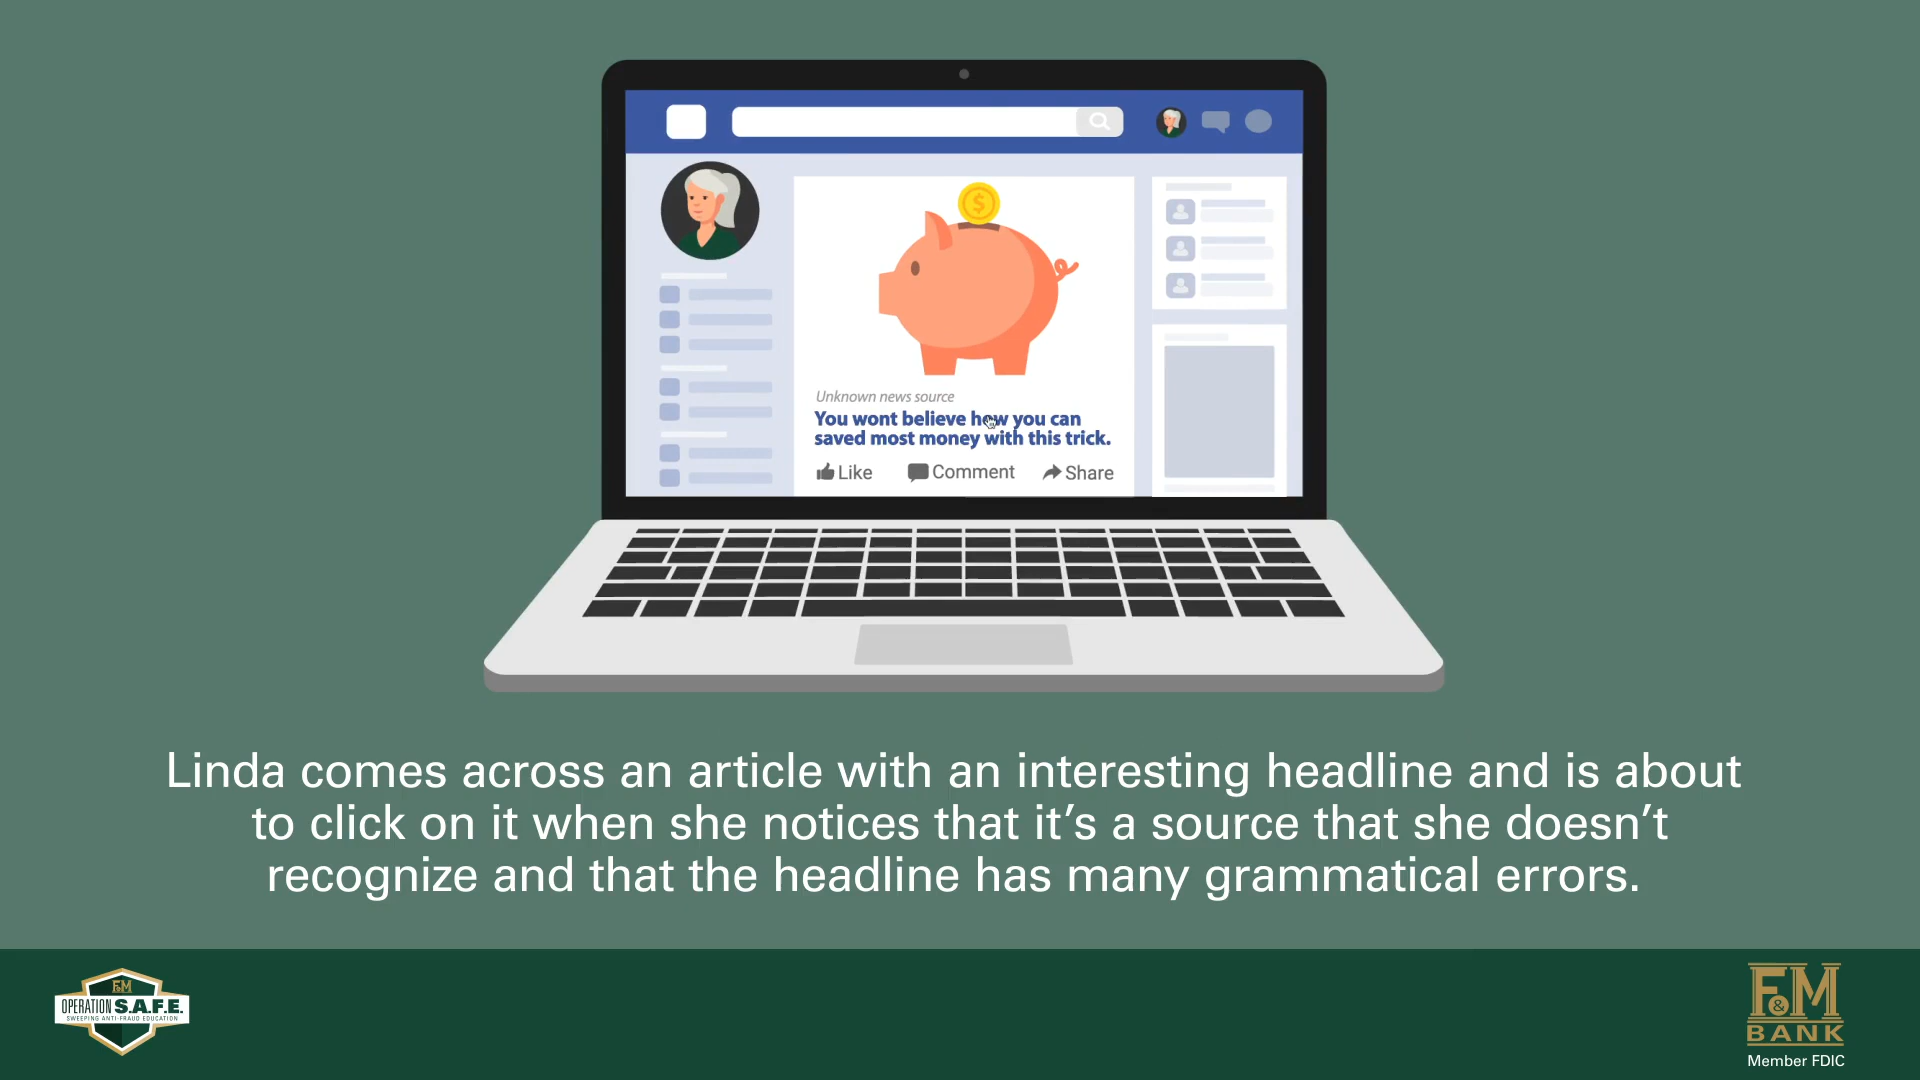 $
Unknown news source
You wont believe how you can
saved most money with this trick.
Like
Comment
Share
Linda comes across an article with an interesting headline and is about
to click on it when she notices that it’s a source that she doesn’t
recognize and that the headline has many grammatical errors.
F&M
OPERATION S.A.F.E.
SWEEPING ANTI-FRAUD EDUCATION
F&M
BANK
Member FDIC